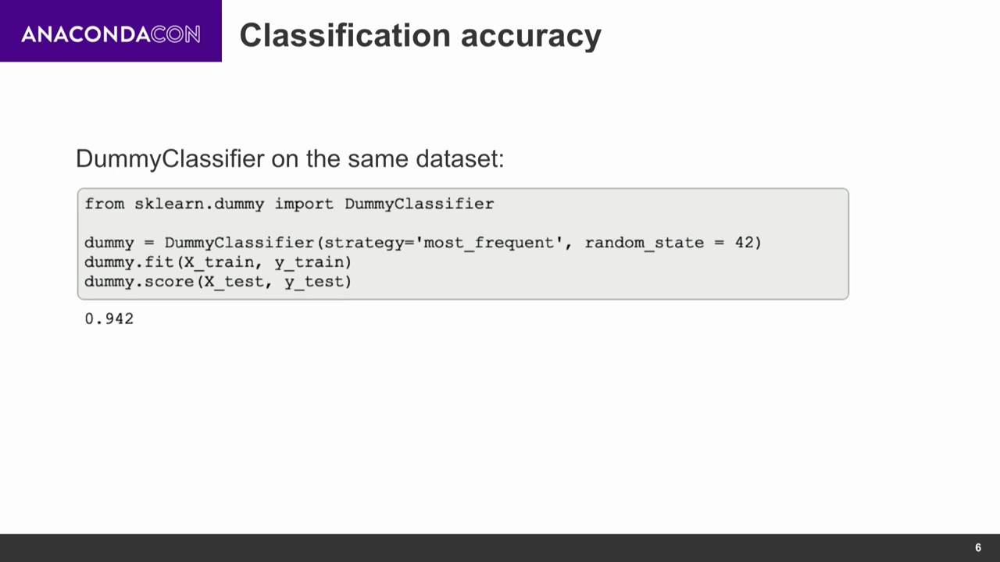 ANACONDACON
Classification accuracy
DummyClassifier on the same dataset:
from sklearn.dummy import DummyClassifier
dummy = DummyClassifier(strategy='most_frequent', random_state = 42)
dummy.fit(X_train, y_train)
dummy.score(X_test, y_test)
0.942
6